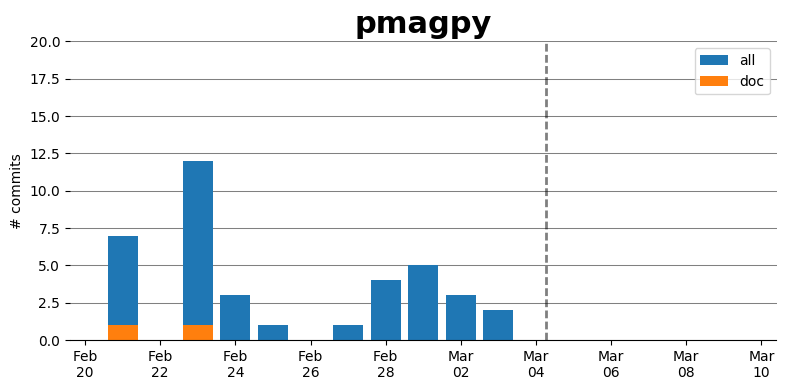 pmagpy
20.0
17.5
15.0
12.5
10.0
7.5
5.0
2.5
0.0
# commits
all
doc
Feb 20
Feb 22
Feb 24
Feb 26
Feb 28
Mar 02
Mar 04
Mar 06
Mar 08
Mar 10